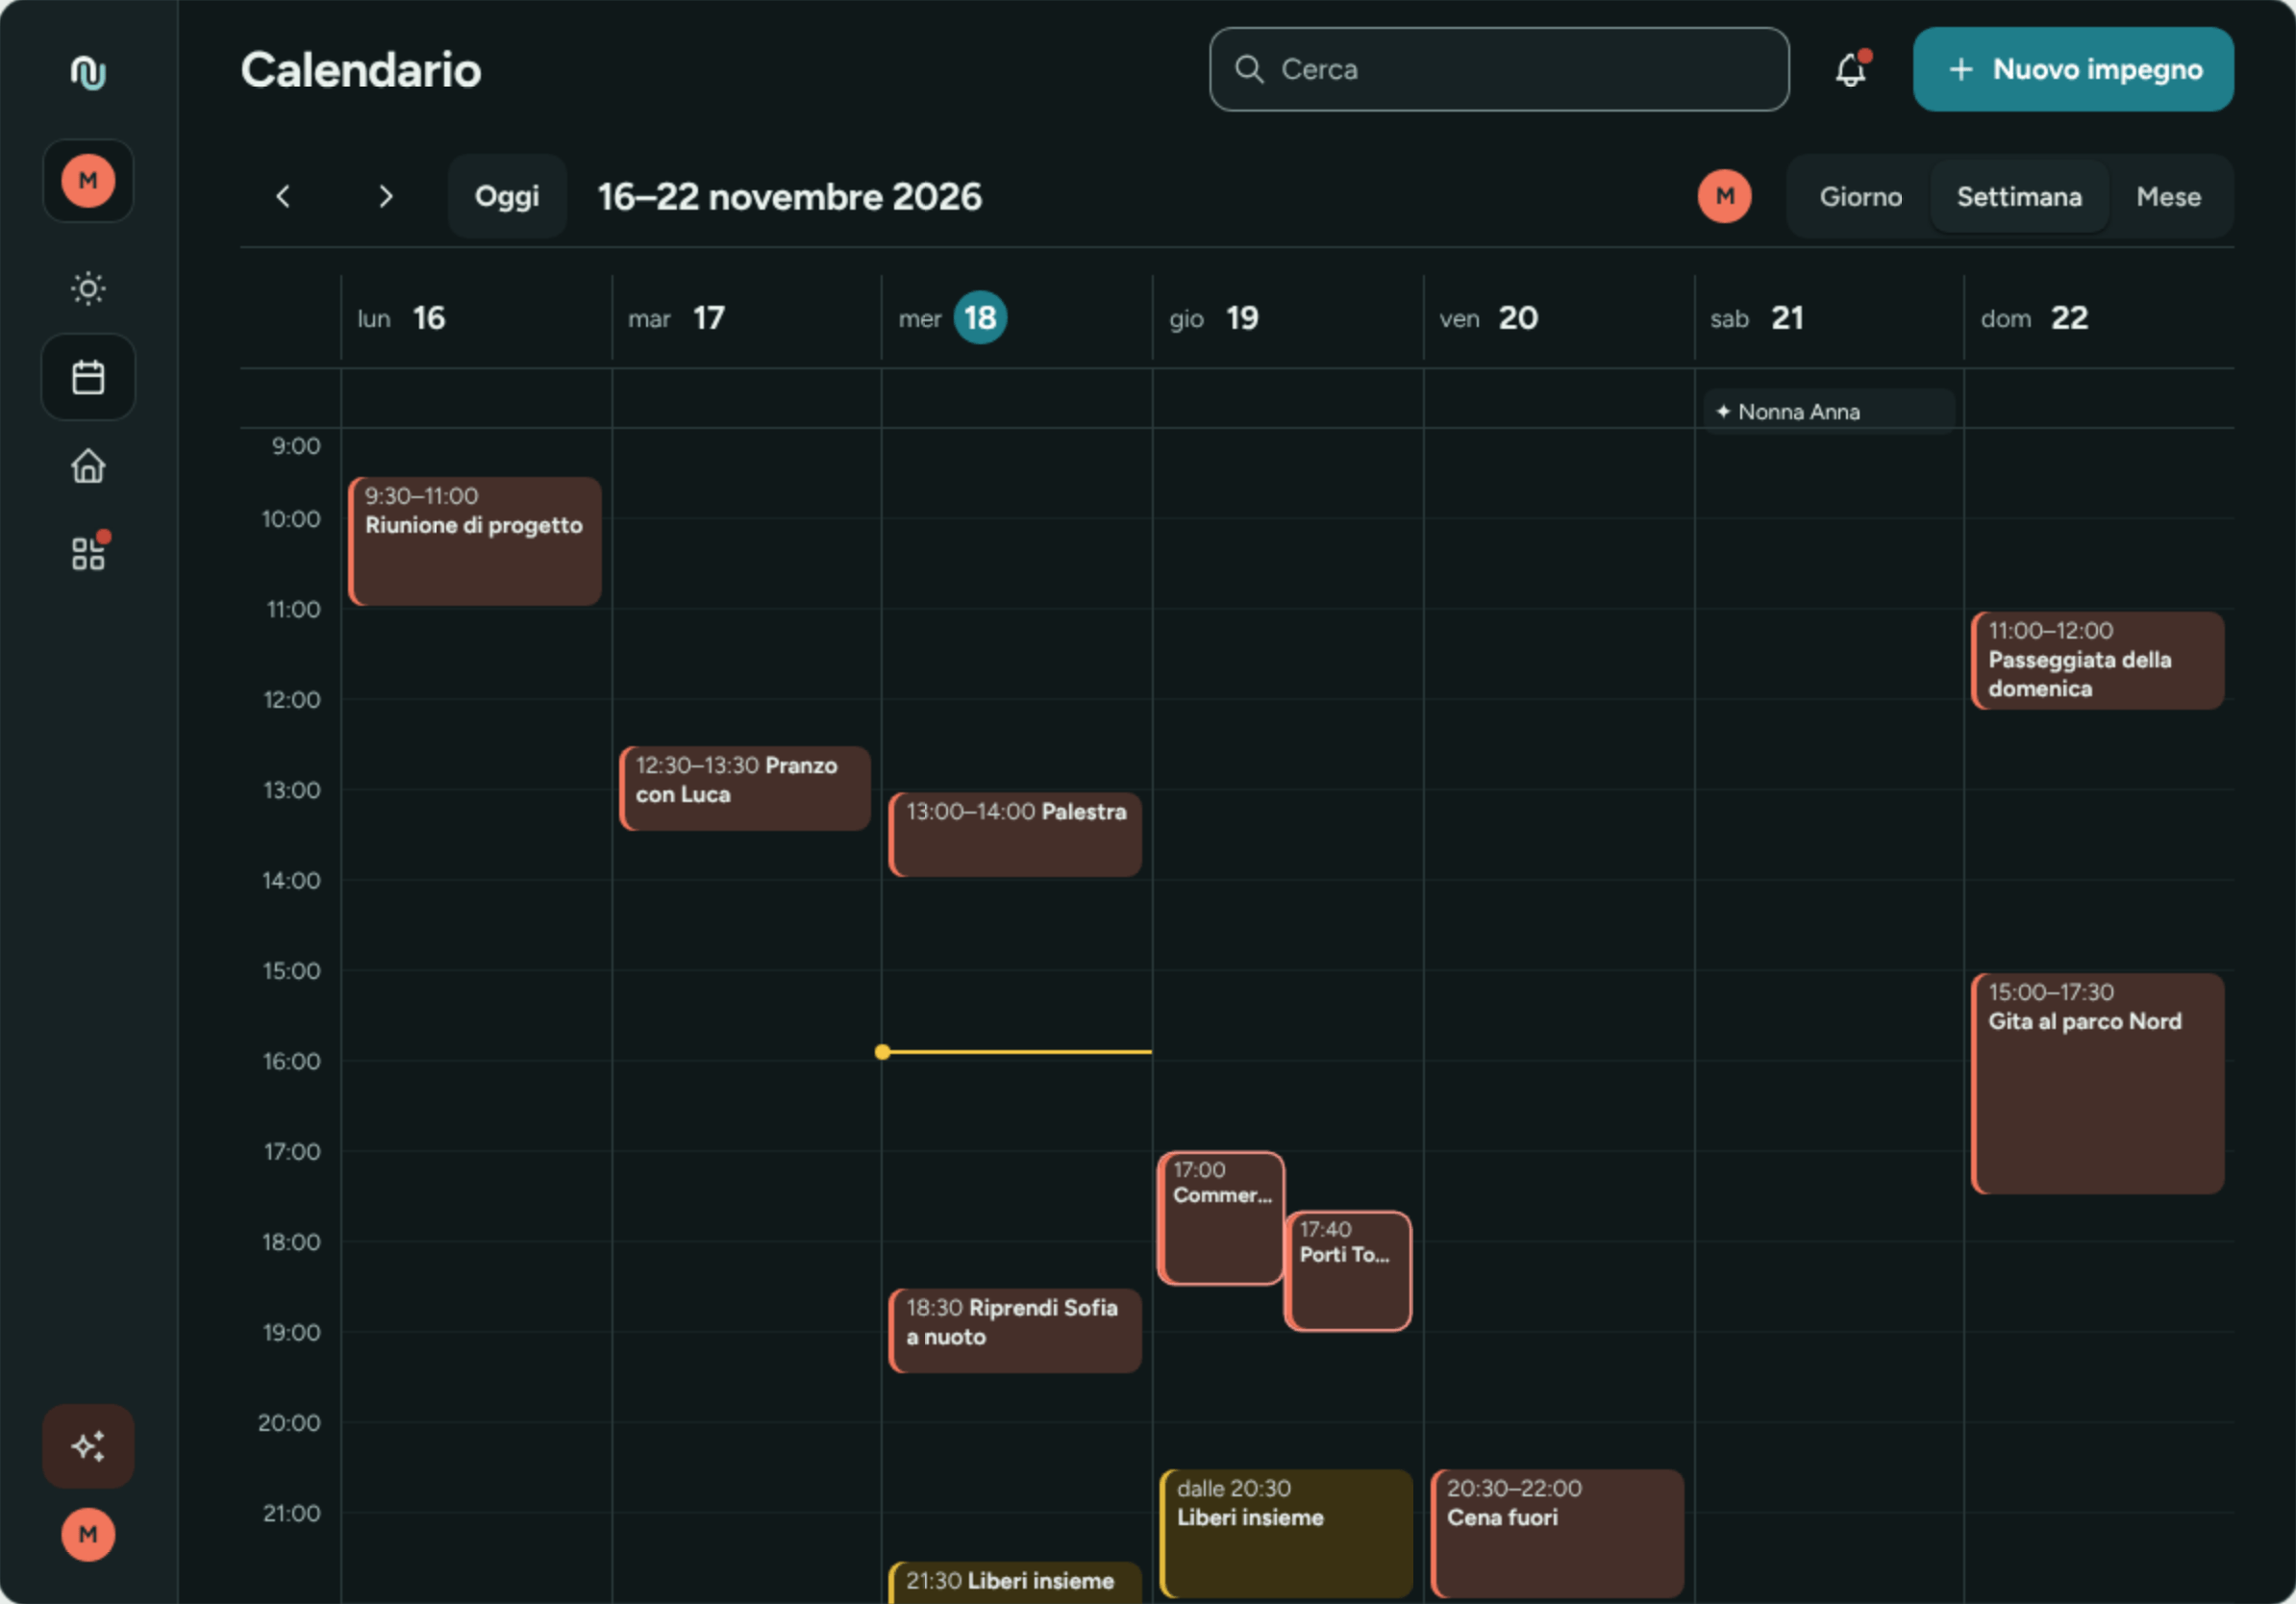 Calendario
Cerca
Nuovo impegno
M
Oggi
16–22 novembre 2026
M
Giorno
Settimana
Mese
lun 16
mar 17
mer 18
gio 19
ven 20
sab 21
dom 22
Nonna Anna
9:00
9:30–11:00
Riunione di progetto
10:00
11:00
11:00–12:00
Passeggiata della
domenica
12:00
12:30–13:30 Pranzo
con Luca
13:00
13:00–14:00 Palestra
14:00
15:00
15:00–17:30
Gita al parco Nord
16:00
17:00
17:00
Commer...
17:40
Porti To...
18:00
18:30 Riprendi Sofia
a nuoto
19:00
20:00
dalle 20:30
Liberi insieme
20:30–22:00
Cena fuori
21:00
21:30 Liberi insieme
M